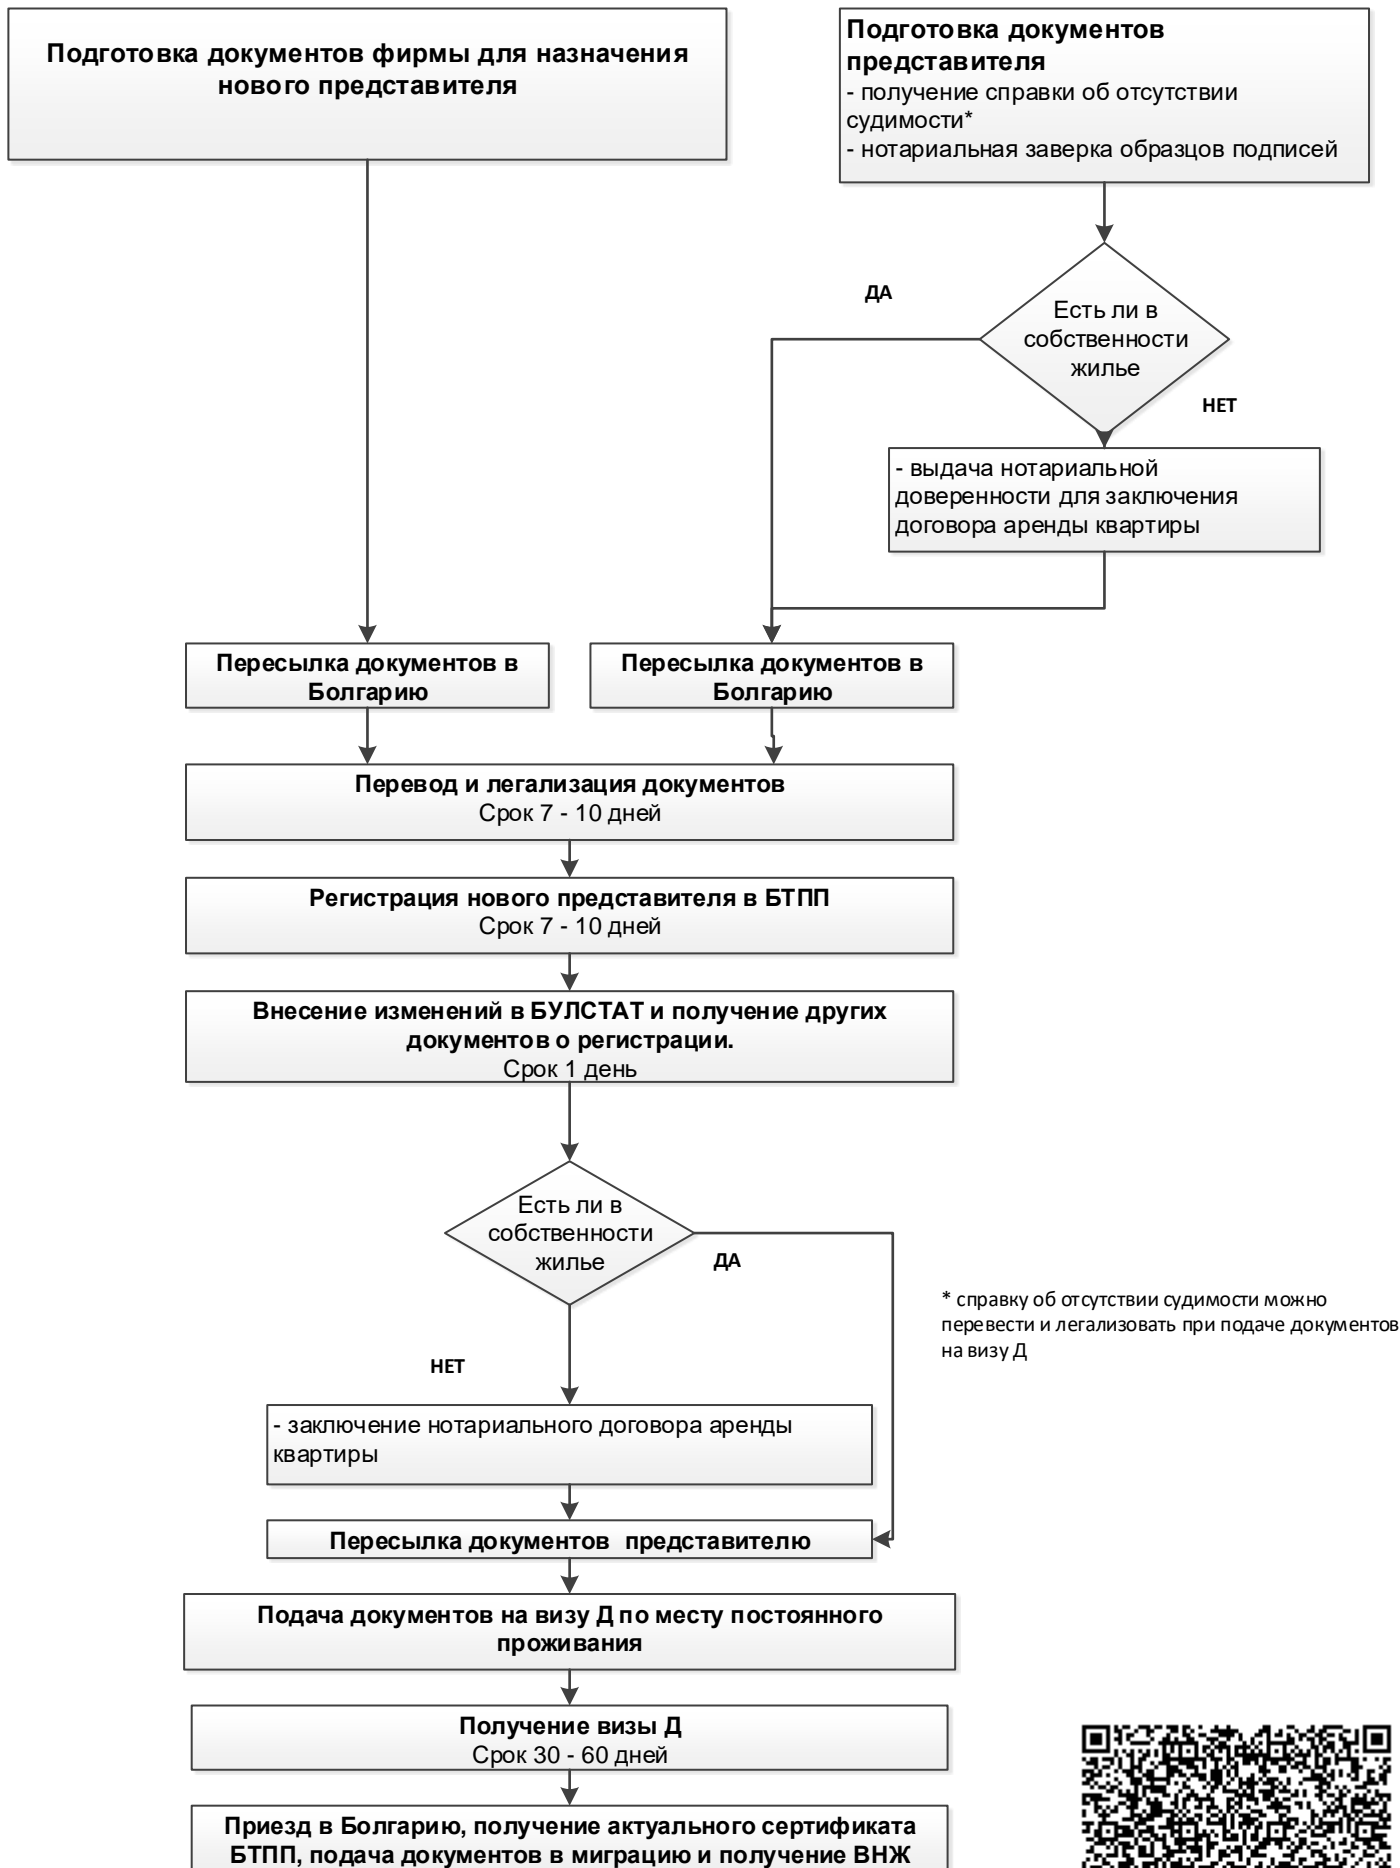 Подготовка документов фирмы для назначения
нового представителя
Подготовка документов
представителя
- получение справки об отсутствии
судимости*
- нотариальная заверка образцов подписей
ДА
Есть ли в
собственности
жилье
НЕТ
- выдача нотариальной
доверенности для заключения
договора аренды квартиры
Пересылка документов в
Болгарию
Пересылка документов в
Болгарию
Перевод и легализация документов
Срок 7 - 10 дней
Регистрация нового представителя в БТПП
Срок 7 - 10 дней
Внесение изменений в БУЛСТАТ и получение других
документов о регистрации.
Срок 1 день
Есть ли в
собственности
жилье
ДА
* справку об отсутствии судимости можно
перевести и легализовать при подаче документов
на визу Д
НЕТ
- заключение нотариального договора аренды
квартиры
Пересылка документов представителю
Подача документов на визу Д по месту постоянного
проживания
Получение визы Д
Срок 30 - 60 дней
Приезд в Болгарию, получение актуального сертификата
БТПП, подача документов в миграцию и получение ВНЖ